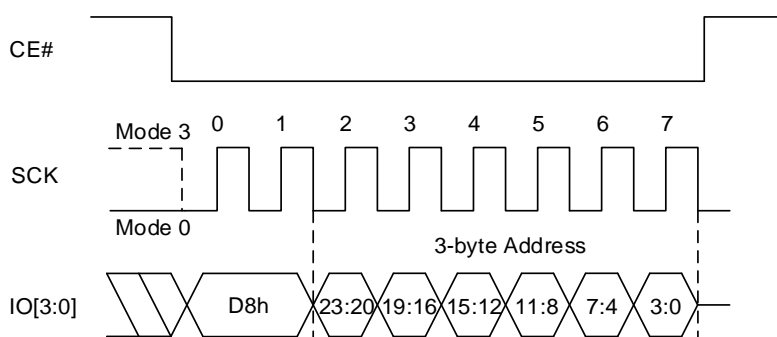 CE#
Mode 3 0 1 2 3 4 5 6 7
SCK
Mode 0
3-byte Address
IO[3:0] D8h 23:20 19:16 15:12 11:8 7:4 3:0